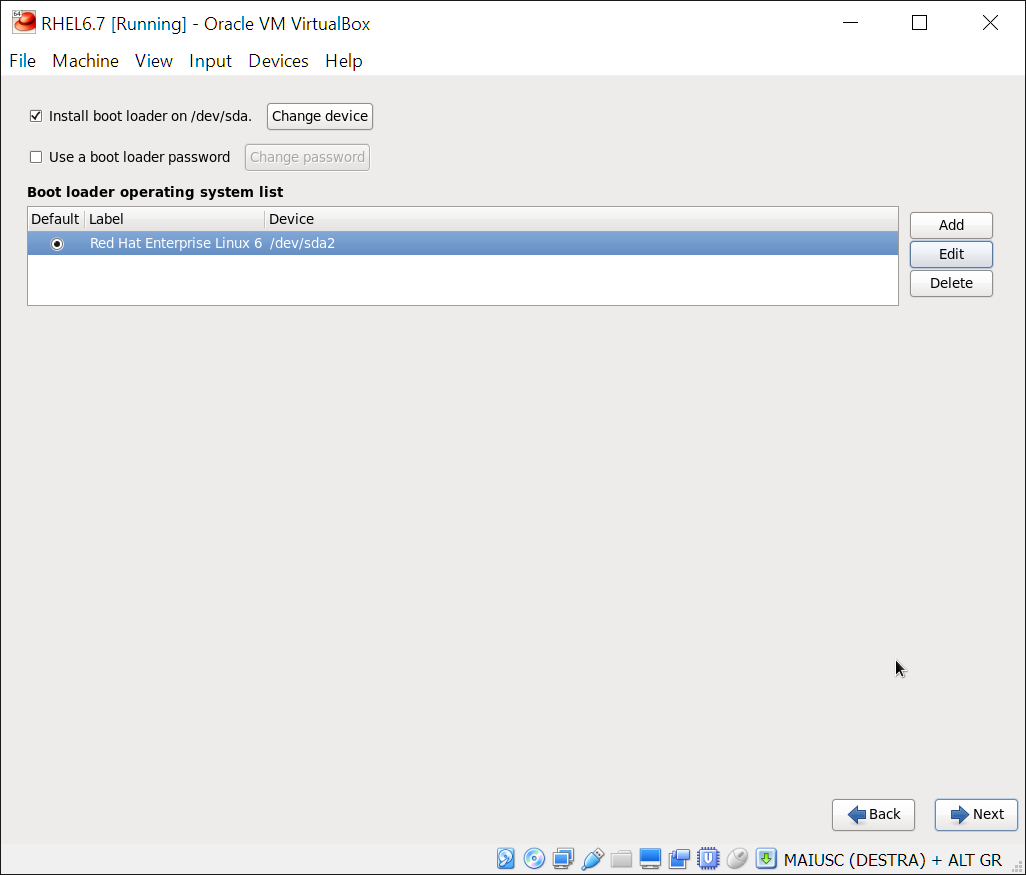 RHEL6.7 [Running] - Oracle VM VirtualBox
File Machine View Input Devices Help
Install boot loader on /dev/sda. Change device
Use a boot loader password Change password
Boot loader operating system list
Default Label Device
Red Hat Enterprise Linux 6 /dev/sda2
Add
Edit
Delete
Back Next
MAIUSC (DESTRA) + ALT GR